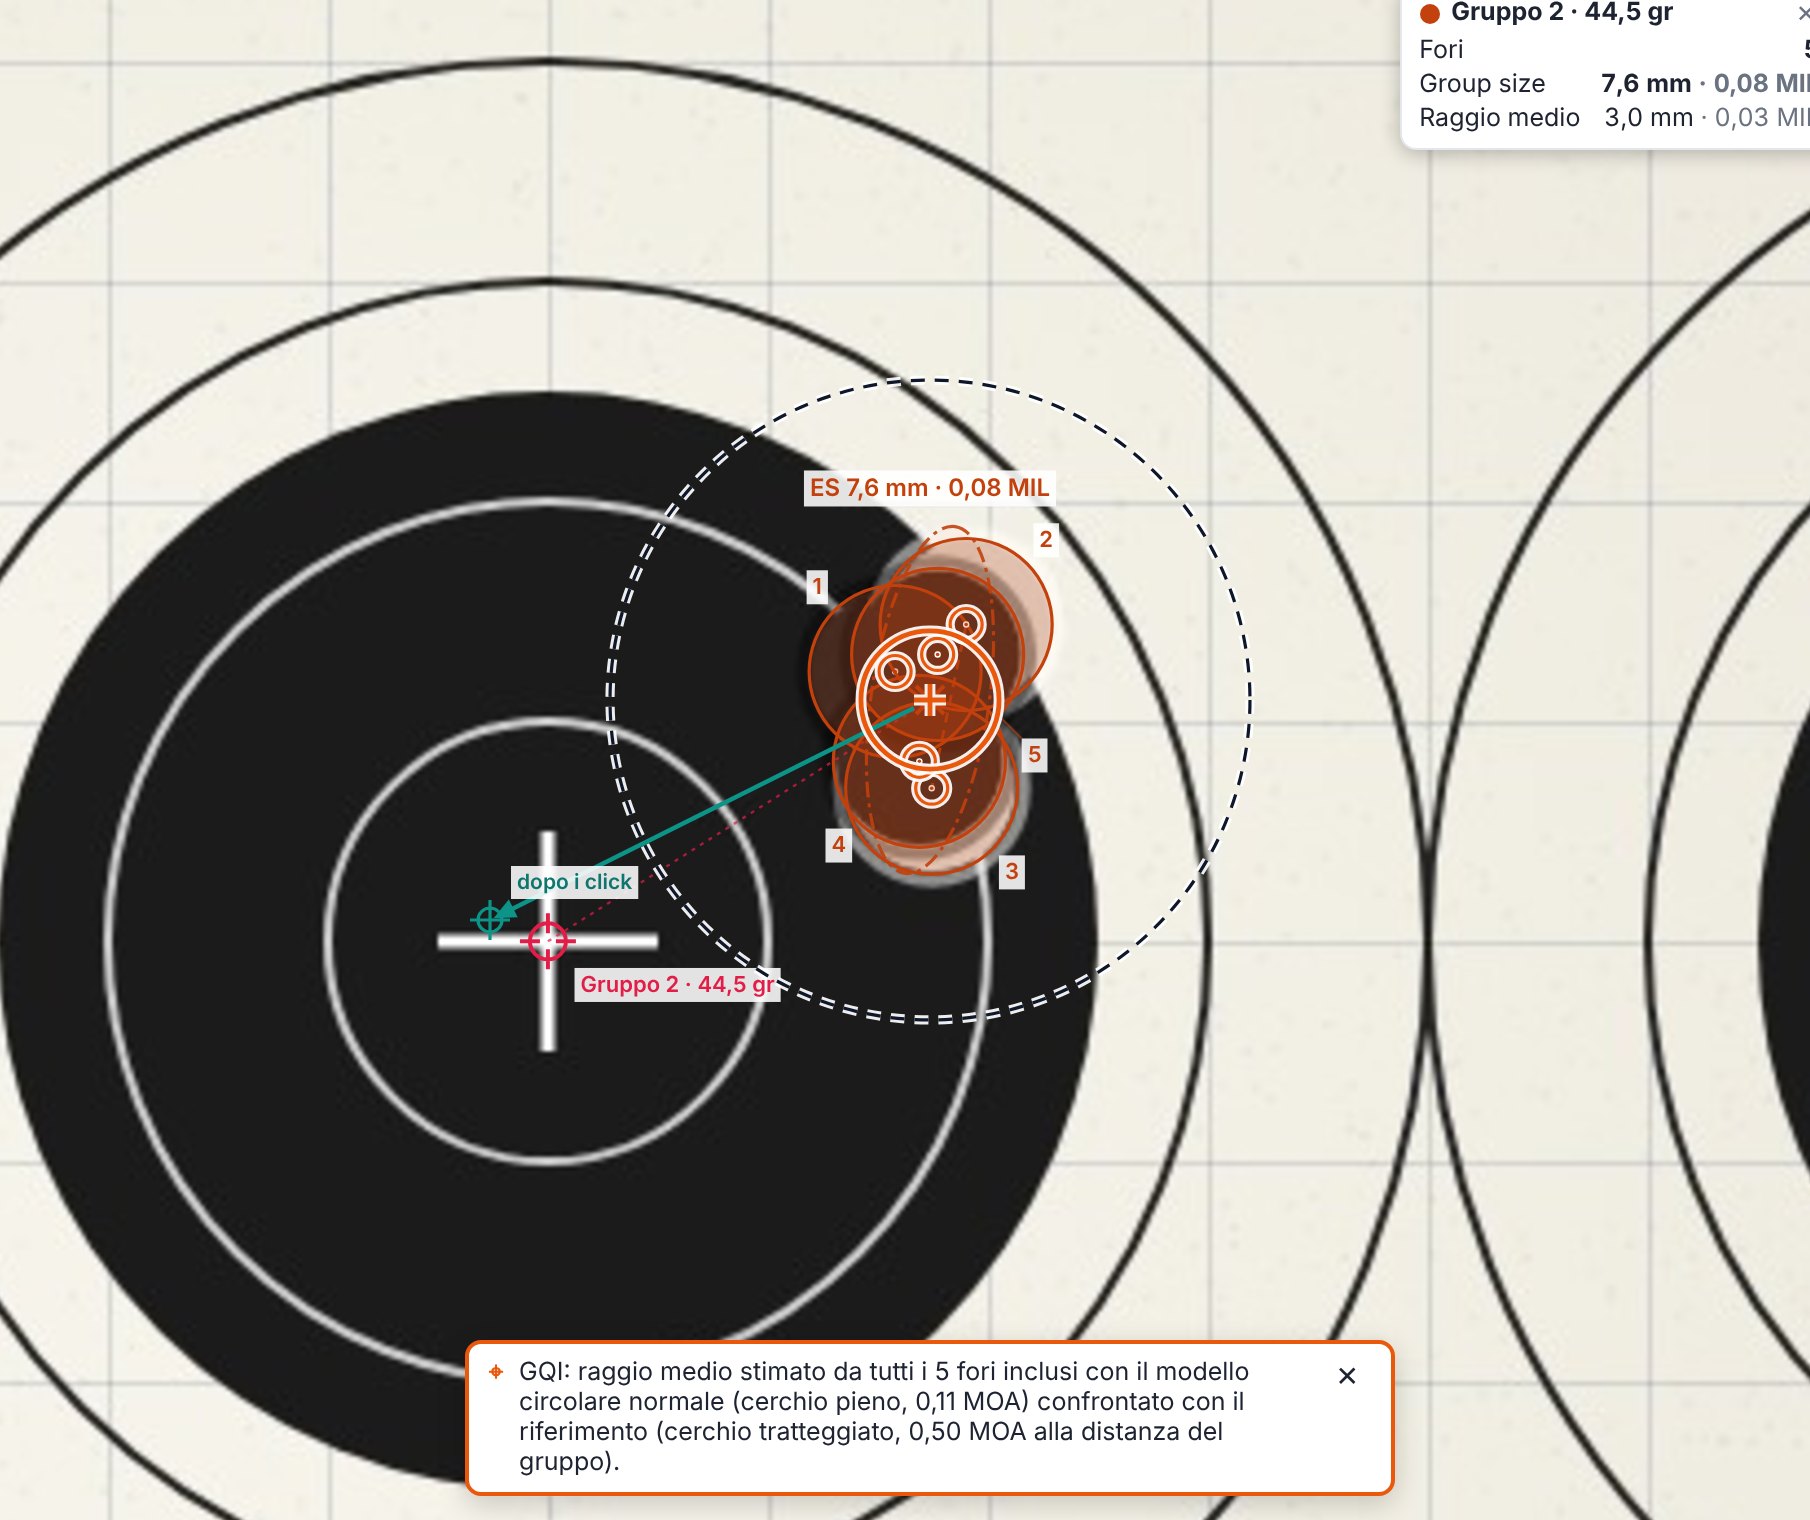 Gruppo 2 · 44,5 gr
Fori
Group size 7,6 mm · 0,08
Raggio medio 3,0 mm · 0,03
ES 7,6 mm · 0,08 MIL
2
1
5
4
3
dopo i click
Gruppo 2 · 44,5 gr
GQI: raggio medio stimato da tutti i 5 fori inclusi con il modello
circolare normale (cerchio pieno, 0,11 MOA) confrontato con il
riferimento (cerchio tratteggiato, 0,50 MOA alla distanza del
gruppo).